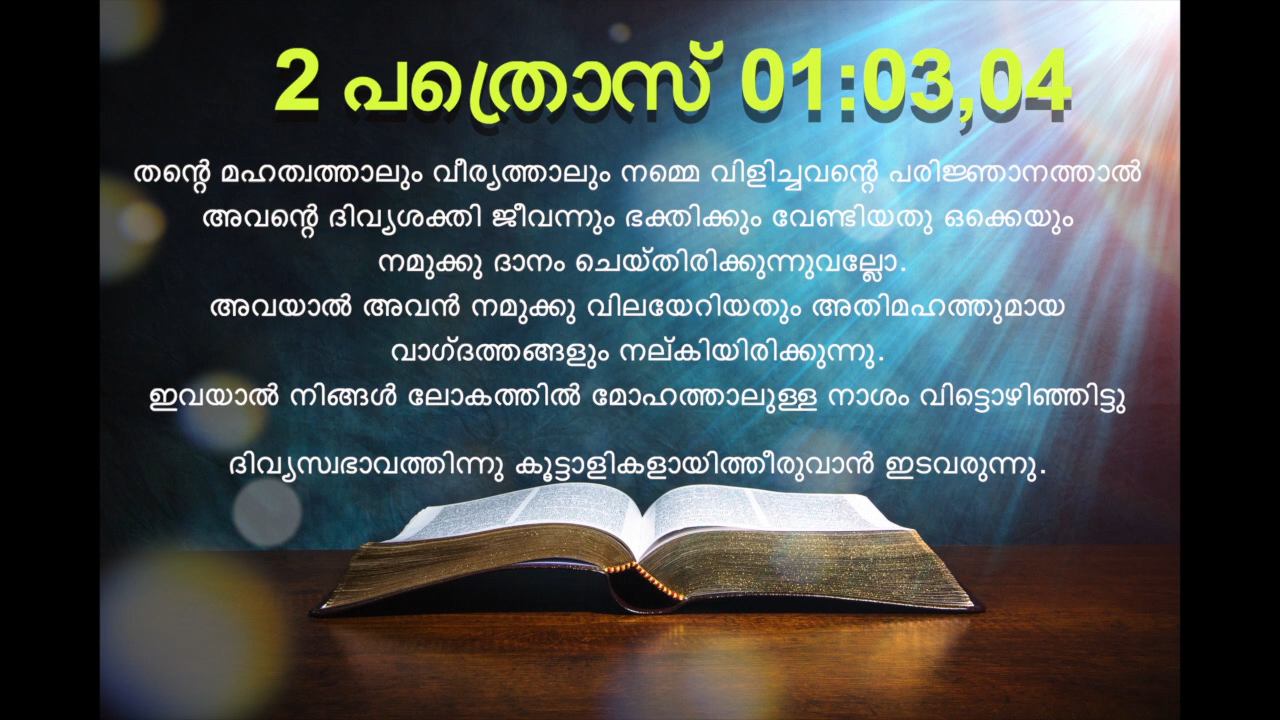 2 പത്രൊസ് 01:03,04
തന്റെ മഹത്വത്താലും വീര്യത്താലും നമ്മെ വിളിച്ചവന്റെ പരിജ്ഞാനത്താൽ
അവന്റെ ദിവ്യശക്തി ജീവന്നും ഭക്തിക്കും വേണ്ടിയതു ഒക്കെയും
നമുക്കു ദാനം ചെയ്തിരിക്കുന്നുവല്ലോ.
അവയാൽ അവൻ നമുക്കു വിലയേറിയതും അതിമഹത്തുമായ
വാഗ്ദത്തങ്ങളും നല്കിയിരിക്കുന്നു.
ഇവയാൽ നിങ്ങൾ ലോകത്തിൽ മോഹത്താലുള്ള നാശം വിട്ടൊഴിഞ്ഞിട്ടു
ദിവ്യസ്വഭാവത്തിന്നു കൂട്ടാളികളായിത്തീരുവാൻ ഇടവരുന്നു.